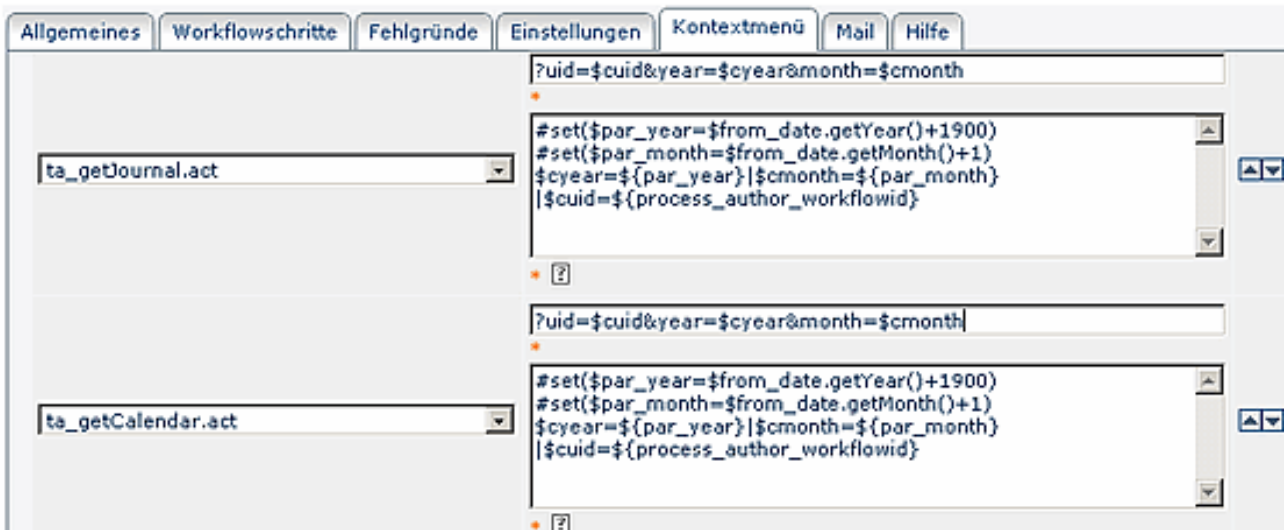 Allgemeines Workflowschritte Fehlgründe Einstellungen Kontextmenü Mail Hilfe
?uid=$cuid&year=$cyear&month=$cmonth
*
ta_getJournal.act
#set($par_year=$from_date.getYear()+1900)
#set($par_month=$from_date.getMonth()+1)
$cyear=${par_year}|$cmonth=${par_month}
|$cuid=${process_author_workflowid}
* ?
?uid=$cuid&year=$cyear&month=$cmonth
*
ta_getCalendar.act
#set($par_year=$from_date.getYear()+1900)
#set($par_month=$from_date.getMonth()+1)
$cyear=${par_year}|$cmonth=${par_month}
|$cuid=${process_author_workflowid}
* ?